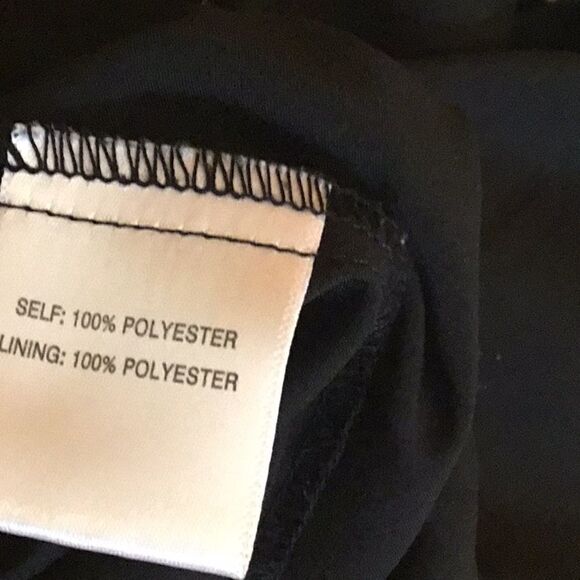 SELF: 100% POLYESTER
LINING: 100% POLYESTER